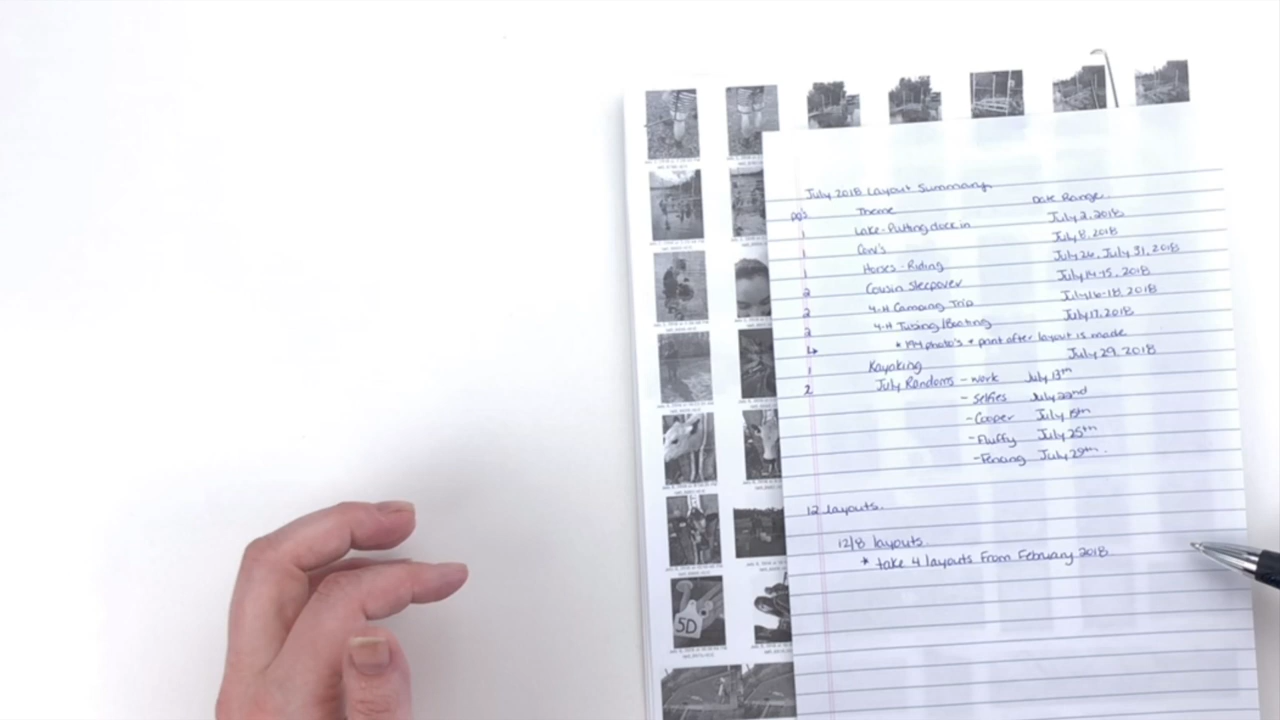 July 2018 Layout Summary
pg's Theme Date Range
1 Lake-Putting dock in July 2, 2018
1 Cow's July 8, 2018
1 Horses-Riding July 26, July 31, 2018
2 Cousin Sleepover July 14-15, 2018
2 4-H Camping Trip July 16-18, 2018
2 4-H Tubing/Boating July 17, 2018
* 194 photo's * print after layout is made
1 Kayaking July 29, 2018
2 July Randoms - work July 13th
- Selfies July 22nd
- Cooper July 15th
- Fluffy July 25th
- Fencing July 29th.
12 layouts.
12/8 layouts.
* take 4 layouts from February 2018
5D